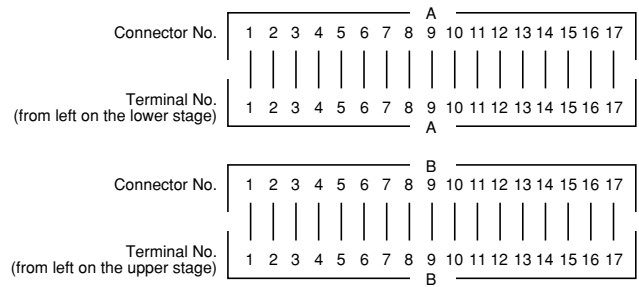 A
Connector No. 1 2 3 4 5 6 7 8 9 10 11 12 13 14 15 16 17
Terminal No.
(from left on the lower stage) 1 2 3 4 5 6 7 8 9 10 11 12 13 14 15 16 17
A
B
Connector No. 1 2 3 4 5 6 7 8 9 10 11 12 13 14 15 16 17
Terminal No.
(from left on the upper stage) 1 2 3 4 5 6 7 8 9 10 11 12 13 14 15 16 17
B